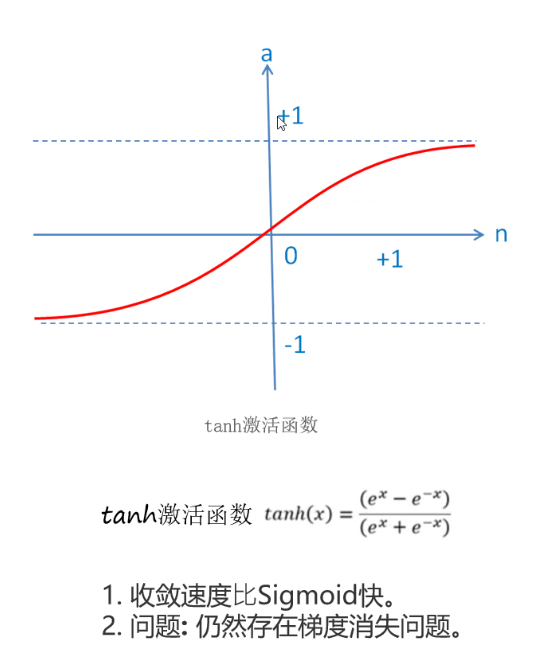 a
+1
n
0
+1
-1
tanh激活函数
tanh激活函数 tanh(x) = (e^x − e^{−x}) / (e^x + e^{−x})
1. 收敛速度比Sigmoid快。
2. 问题: 仍然存在梯度消失问题。